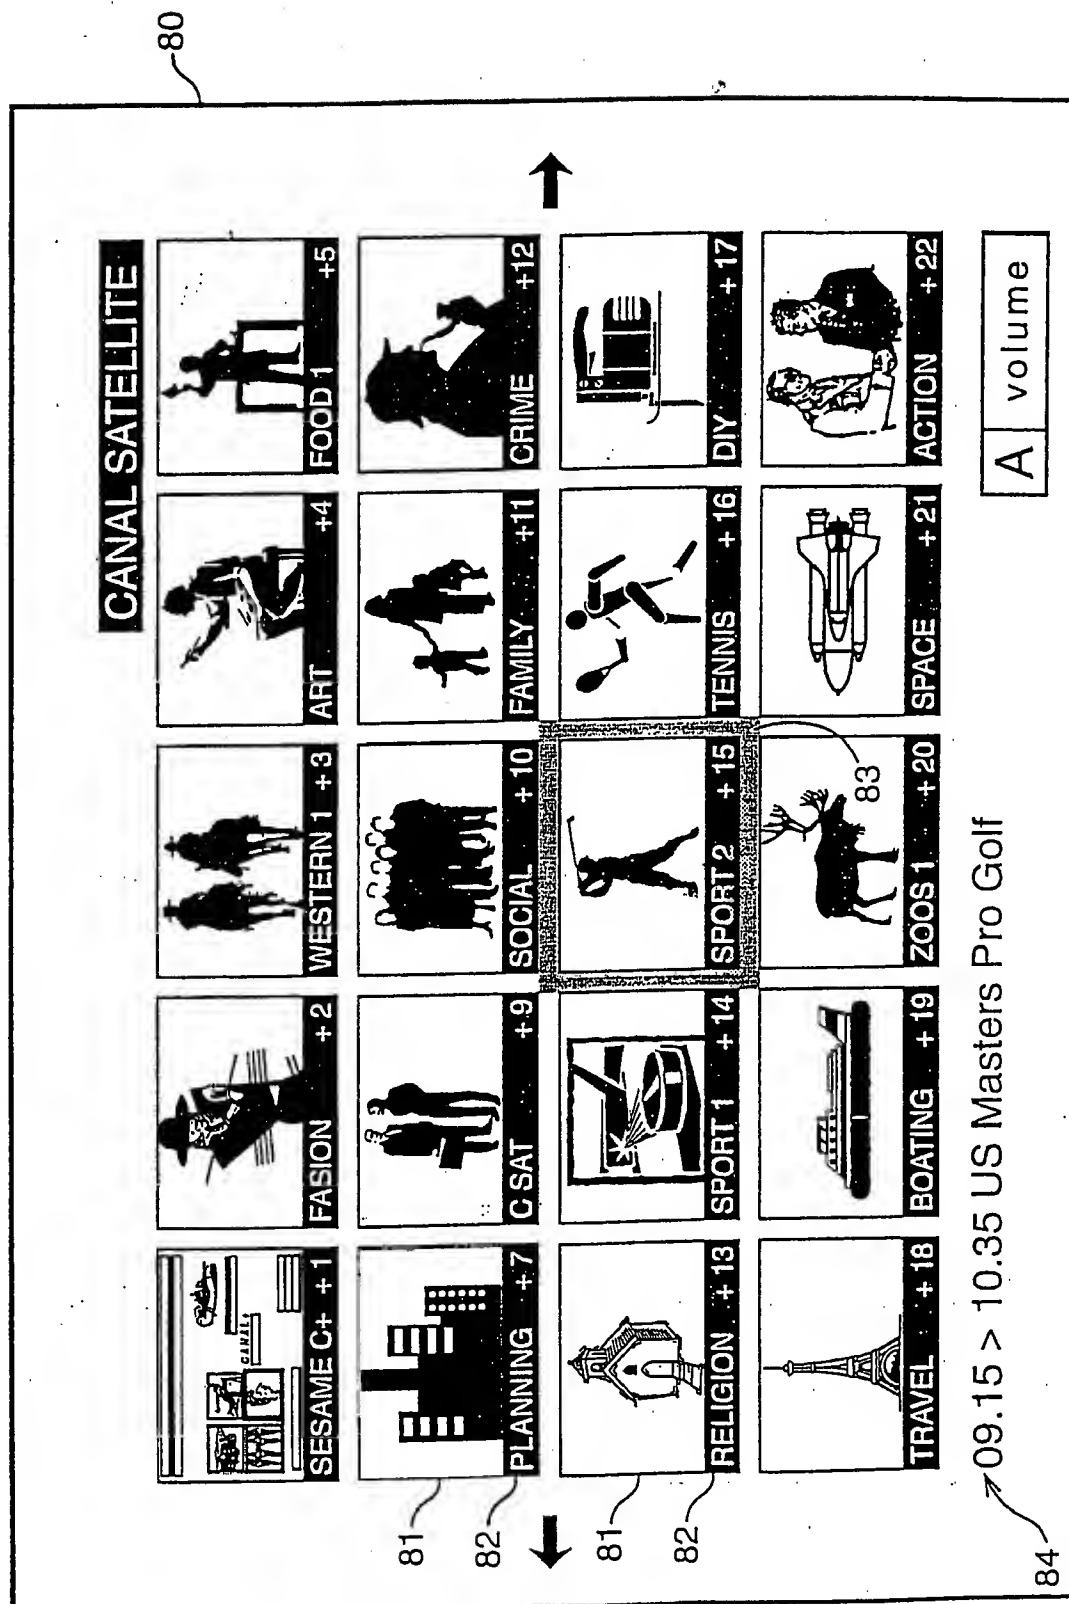 80
CANAL SATELLITE
SESAME C+ + 1
FASION +2
WESTERN 1 + 3
ART +4
FOOD 1 +5
81
82
PLANNING +7
C SAT +9
SOCIAL + 10
FAMILY +11
CRIME +12
81
82
RELIGION + 13
SPORT 1 + 14
SPORT 2 + 15
TENNIS + 16
DIY + 17
83
TRAVEL + 18
BOATING + 19
ZOOS 1 + 20
SPACE +21
ACTION +22
84
09.15 > 10.35 US Masters Pro Golf
A volume
CANAL+